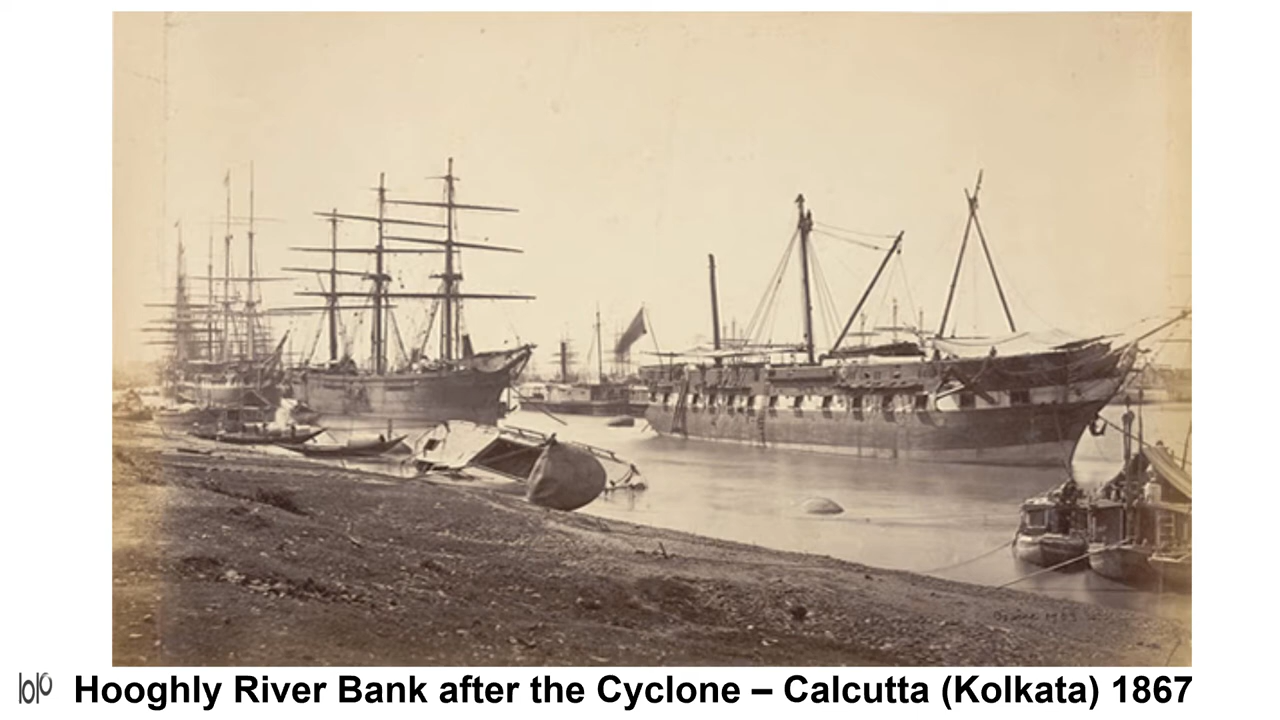 Hooghly River Bank after the Cyclone – Calcutta (Kolkata) 1867